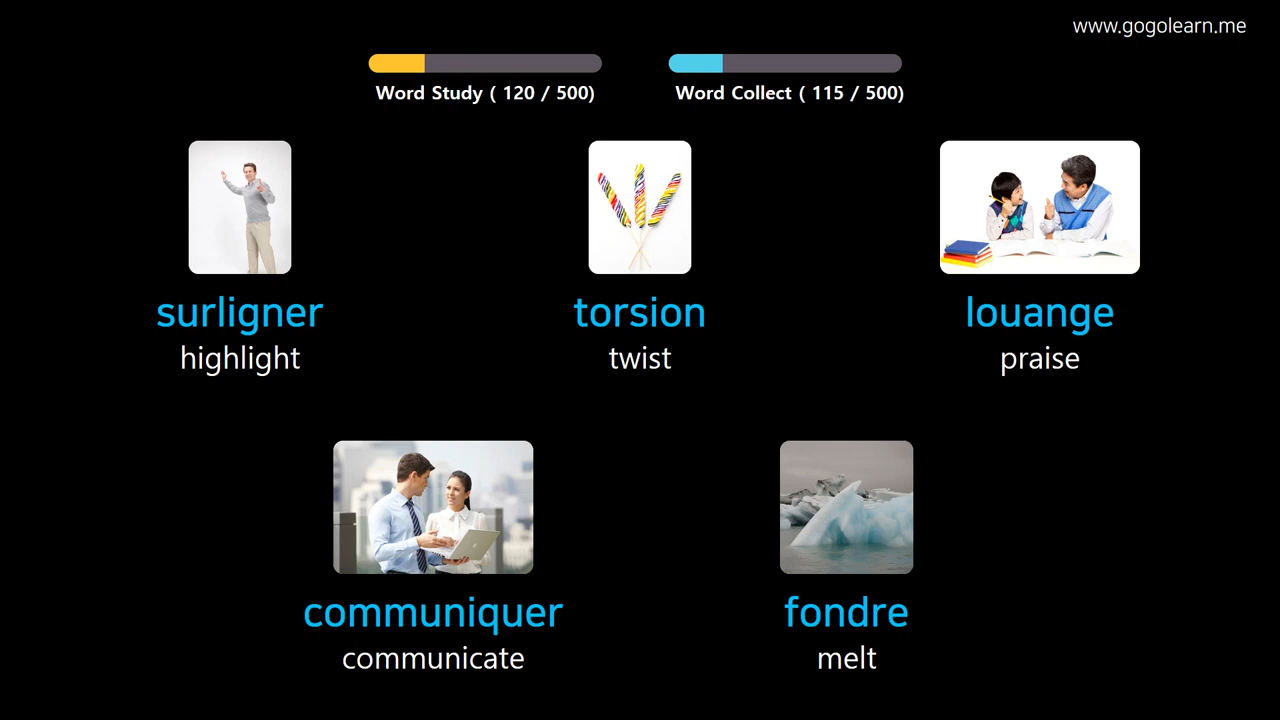 www.gogolearn.me
Word Study ( 120 / 500)
Word Collect ( 115 / 500)
surligner
highlight
torsion
twist
louange
praise
communiquer
communicate
fondre
melt